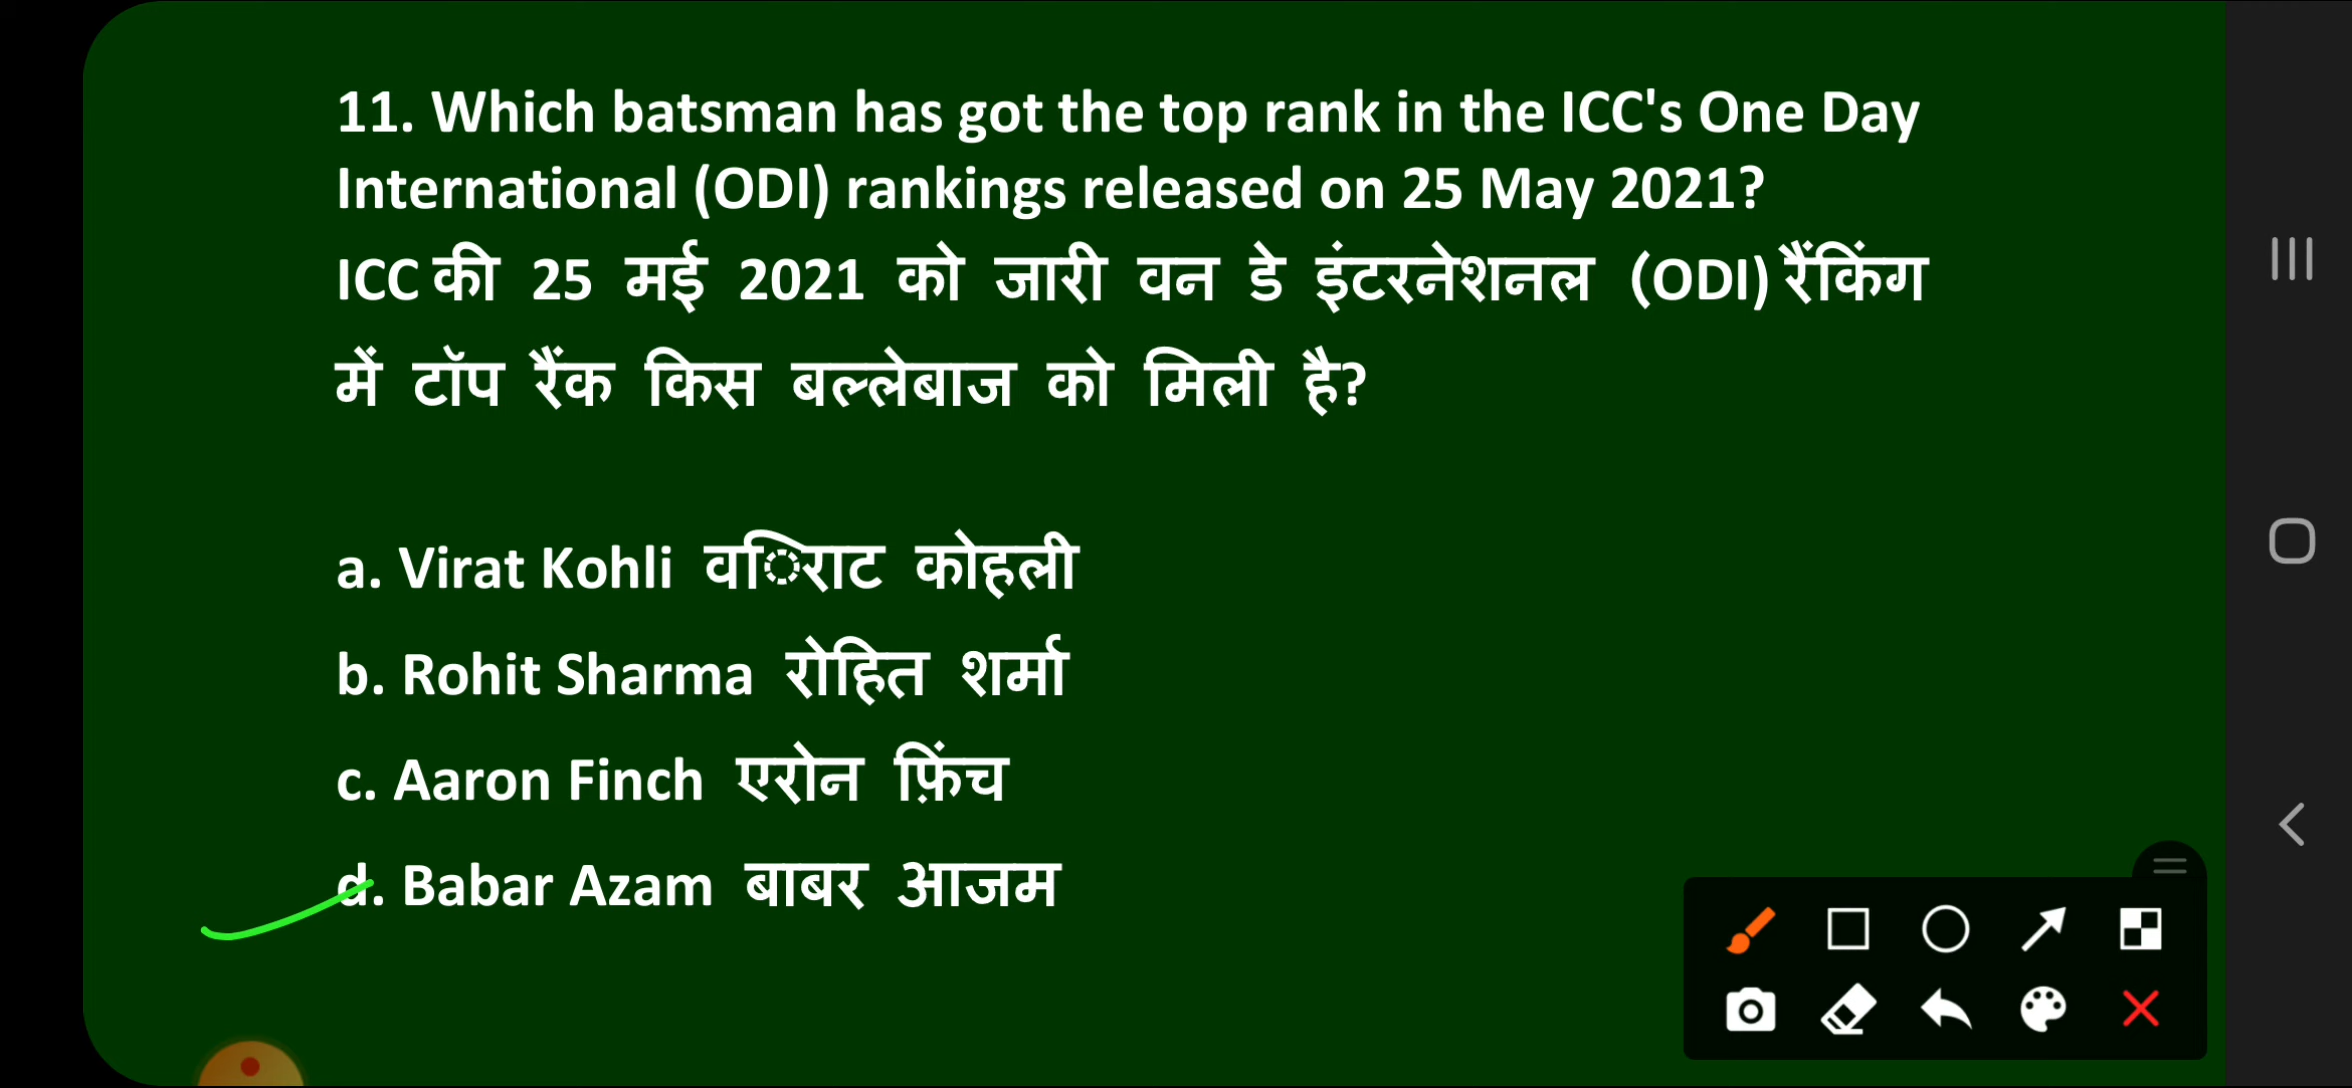 11. Which batsman has got the top rank in the ICC's One Day
International (ODI) rankings released on 25 May 2021?
ICC की 25 मई 2021 को जारी वन डे इंटरनेशनल (ODI) रैंकिंग
में टॉप रैंक किस बल्लेबाज को मिली है?
a. Virat Kohli वि‍िराट कोहली
b. Rohit Sharma रोहित शर्मा
c. Aaron Finch एरोन फ़िंच
d. Babar Azam बाबर आजम